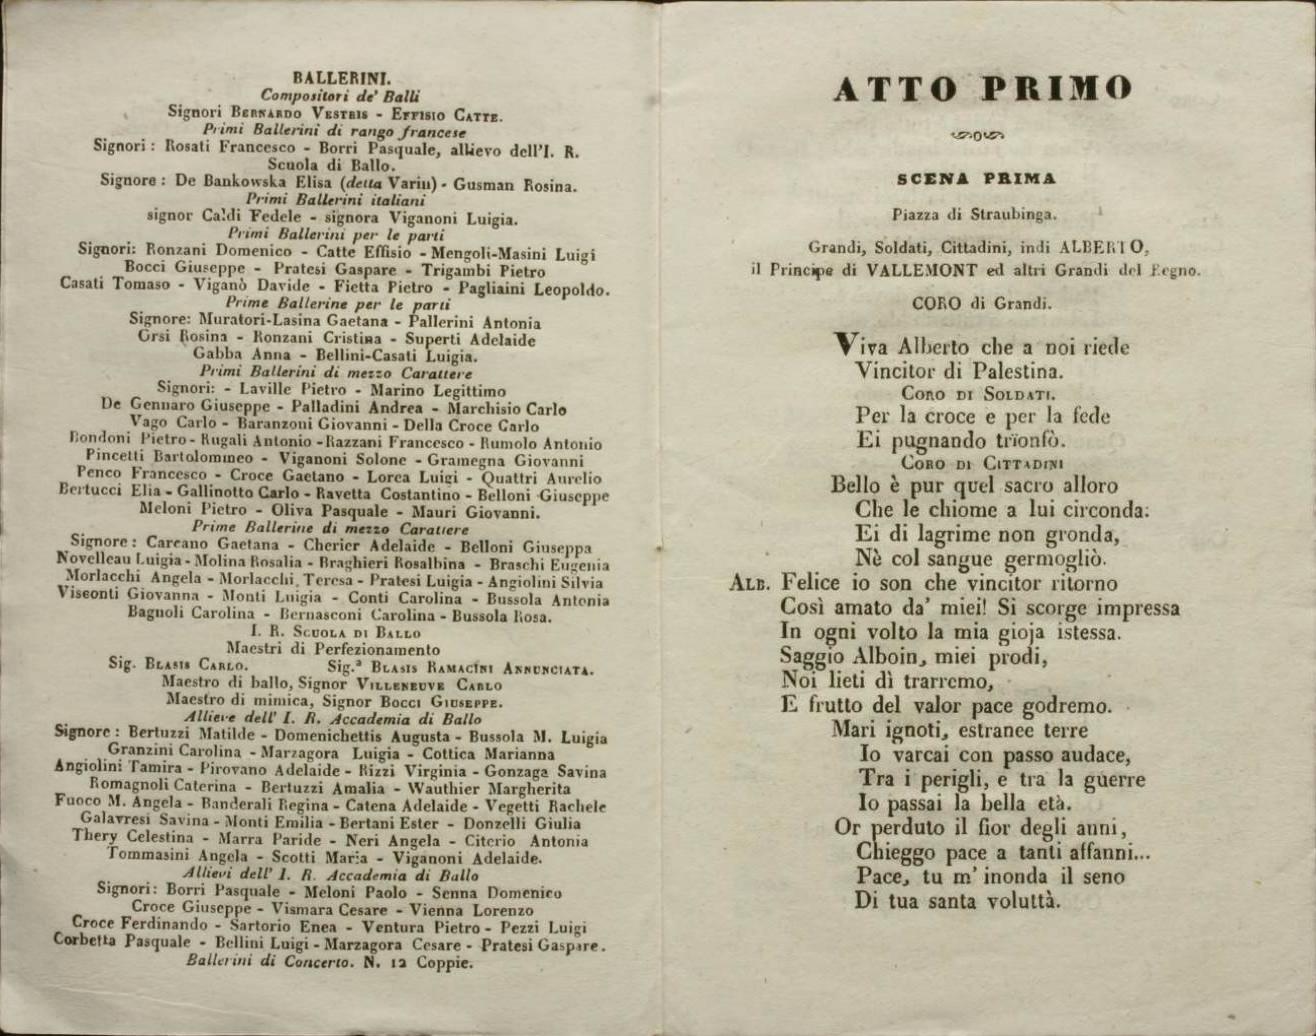 BALLERINI.
Compositori de' Balli
Signori BERNARDO VESTRIS - EFFISIO CATTE.
Primi Ballerini di rango francese
Signori : Rosati Francesco - Borri Pasquale, allievo dell'I. R.
Scuola di Ballo.
Signore : De Bankowska Elisa (detta Varin) - Gusman Rosina.
Primi Ballerini italiani
signor Caldi Fedele - signora Viganoni Luigia.
Primi Ballerini per le parti
Signori: Ronzani Domenico - Catte Effisio - Mengoli-Masini Luigi
Bocci Giuseppe - Pratesi Gaspare - Trigambi Pietro
Casati Tomaso - Viganò Davide - Fietta Pietro - Pagliaini Leopoldo.
Prime Ballerine per le parti
Signore: Muratori-Lasina Gaetana - Pallerini Antonia
Orsi Rosina - Ronzani Cristina - Superti Adelaide
Gabba Anna - Bellini-Casati Luigia.
Primi Ballerini di mezzo Carattere
Signori: - Laville Pietro - Marino Legittimo
De Gennaro Giuseppe - Palladini Andrea - Marchisio Carlo
Vago Carlo - Baranzoni Giovanni - Della Croce Carlo
Rondoni Pietro - Rugali Antonio - Razzani Francesco - Rumolo Antonio
Pincetti Bartolommeo - Viganoni Solone - Gramegna Giovanni
Penco Francesco - Croce Gaetano - Lorea Luigi - Quattri Aurelio
Bertucci Elia - Gallinotto Carlo - Ravetta Costantino - Belloni Giuseppe
Meloni Pietro - Oliva Pasquale - Mauri Giovanni.
Prime Ballerine di mezzo Carattere
Signore : Carcano Gaetana - Cherier Adelaide - Belloni Giuseppa
Novelleau Luigia - Molina Rosalia - Braghieri Rosalbina - Braschi Eugenia
Morlacchi Angela - Morlacchi Teresa - Pratesi Luigia - Angiolini Silvia
Visconti Giovanna - Monti Luigia - Conti Carolina - Bussola Antonia
Bagnoli Carolina - Bernasconi Carolina - Bussola Rosa.
I. R. SCUOLA DI BALLO
Maestri di Perfezionamento
Sig. BLASIS CARLO. Sig.ª BLASIS RAMACINI ANNUNCIATA.
Maestro di ballo, Signor VILLENEUVE CARLO
Maestro di mimica, Signor BOCCI GIUSEPPE.
Allieve dell' I. R. Accademia di Ballo
Signore : Bertuzzi Matilde - Domenichettis Augusta - Bussola M. Luigia
Granzini Carolina - Marzagora Luigia - Cottica Marianna
Angiolini Tamira - Pirovano Adelaide - Rizzi Virginia - Gonzaga Savina
Romagnoli Caterina - Bertuzzi Amalia - Wauthier Margherita
Fuoco M. Angela - Banderali Regina - Catena Adelaide - Vegetti Rachele
Galavresi Savina - Monti Emilia - Bertani Ester - Donzelli Giulia
Thery Celestina - Marra Paride - Neri Angela - Citerio Antonia
Tommasini Angela - Scotti Maria - Viganoni Adelaide.
Allievi dell' I. R. Accademia di Ballo
Signori: Borri Pasquale - Meloni Paolo - Senna Domenico
Croce Giuseppe - Vismara Cesare - Vienna Lorenzo
Croce Ferdinando - Sartorio Enea - Ventura Pietro - Pezzi Luigi
Corbetta Pasquale - Bellini Luigi - Marzagora Cesare - Pratesi Gaspare.
Ballerini di Concerto. N. 12 Coppie.
ATTO PRIMO
SCENA PRIMA
Piazza di Straubinga.
Grandi, Soldati, Cittadini, indi ALBERTO,
il Principe di VALLEMONT ed altri Grandi del Regno.
CORO di Grandi.
Viva Alberto che a noi riede
Vincitor di Palestina.
CORO DI SOLDATI.
Per la croce e per la fede
Ei pugnando trïonfò.
CORO DI CITTADINI
Bello è pur quel sacro alloro
Che le chiome a lui circonda:
Ei di lagrime non gronda,
Nè col sangue germogliò.
ALB. Felice io son che vincitor ritorno
Così amato da' miei! Si scorge impressa
In ogni volto la mia gioja istessa.
Saggio Alboin, miei prodi,
Noi lieti dì trarremo,
E frutto del valor pace godremo.
Mari ignoti, estranee terre
Io varcai con passo audace,
Tra i perigli, e tra la guerre
Io passai la bella età.
Or perduto il fior degli anni,
Chieggo pace a tanti affanni...
Pace, tu m' inonda il seno
Di tua santa voluttà.